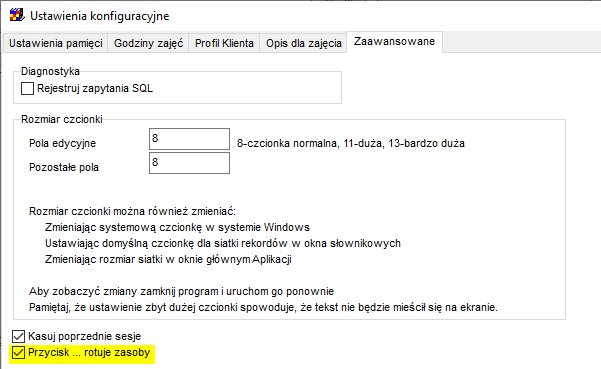 Ustawienia konfiguracyjne
Ustawienia pamięci Godziny zajęć Profil Klienta Opis dla zajęcia Zaawansowane
Diagnostyka
Rejestruj zapytania SQL
Rozmiar czcionki
Pola edycyjne 8 8-czcionka normalna, 11-duża, 13-bardzo duża
Pozostałe pola 8
Rozmiar czcionki można również zmieniać:
Zmieniając systemową czcionkę w systemie Windows
Ustawiając domyślną czcionkę dla siatki rekordów w okna słownikowych
Zmieniając rozmiar siatki w oknie głównym Aplikacji
Aby zobaczyć zmiany zamknij program i uruchom go ponownie
Pamiętaj, że ustawienie zbyt dużej czcionki spowoduje, że tekst nie będzie mieścił się na ekranie.
Kasuj poprzednie sesje
Przycisk ... rotuje zasoby